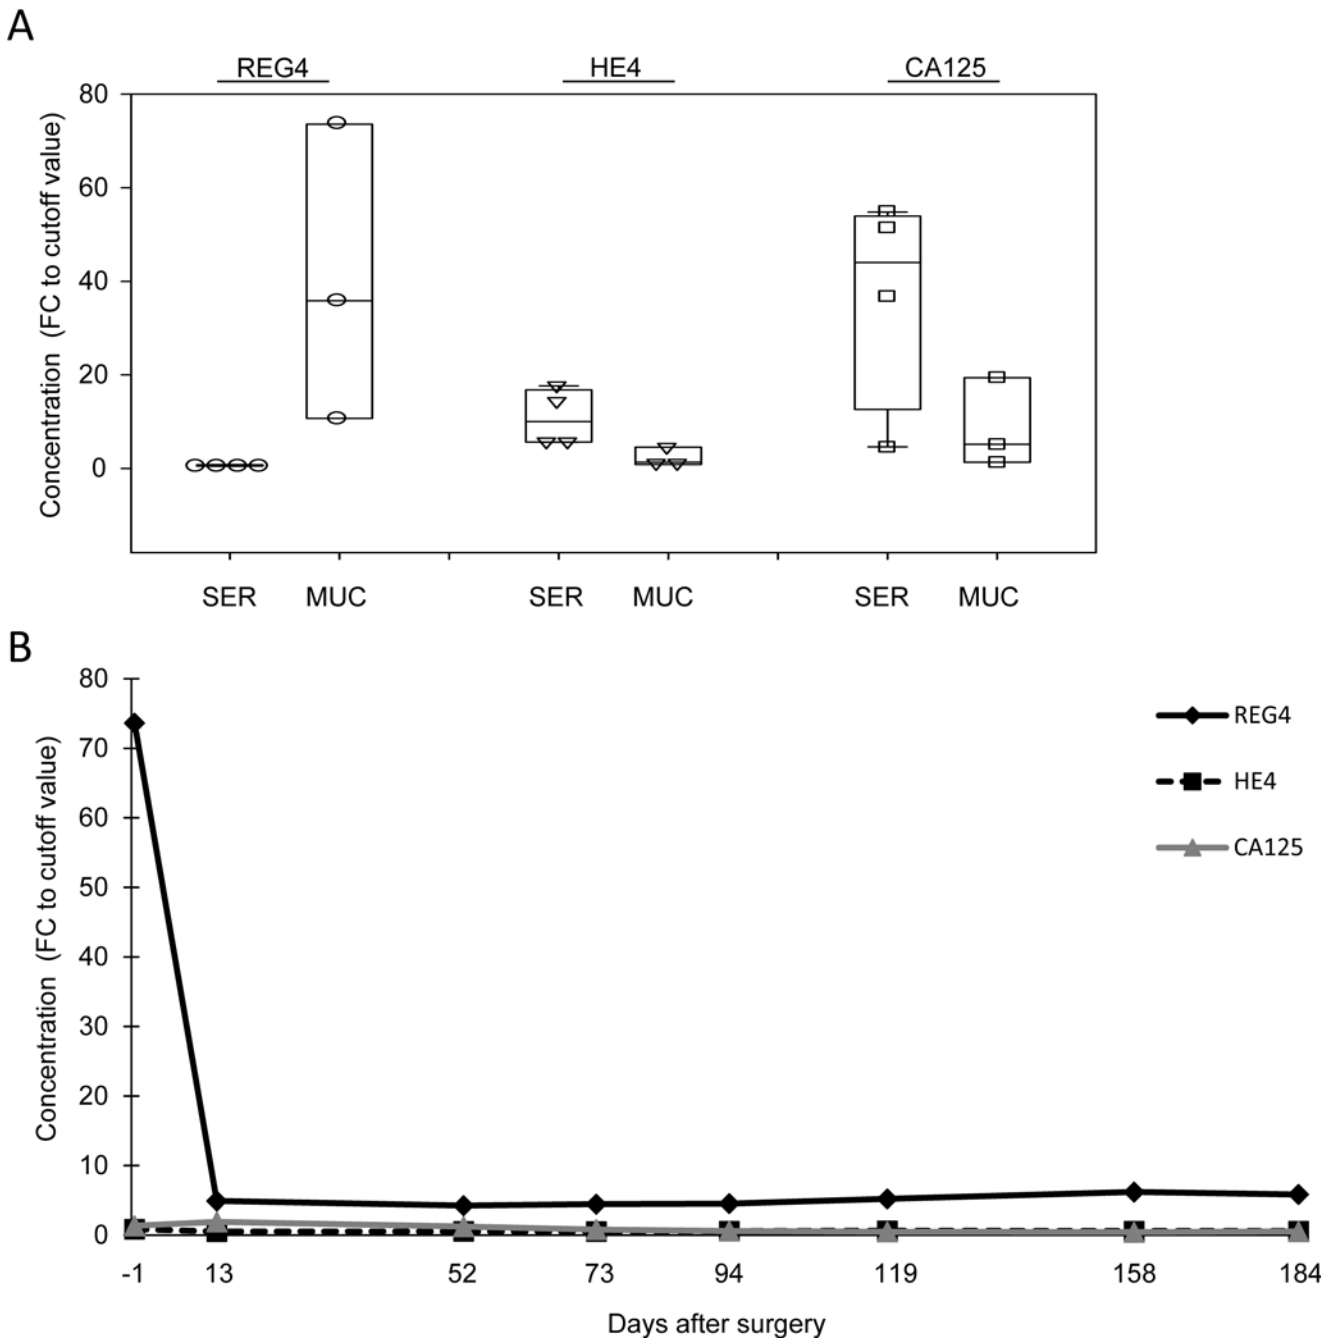 A
REG4 HE4 CA125
Concentration (FC to cutoff value)
80
60
40
20
0
SER MUC SER MUC SER MUC
B
Concentration (FC to cutoff value)
80
70
60
50
40
30
20
10
0
REG4
HE4
CA125
-1 13 52 73 94 119 158 184
Days after surgery